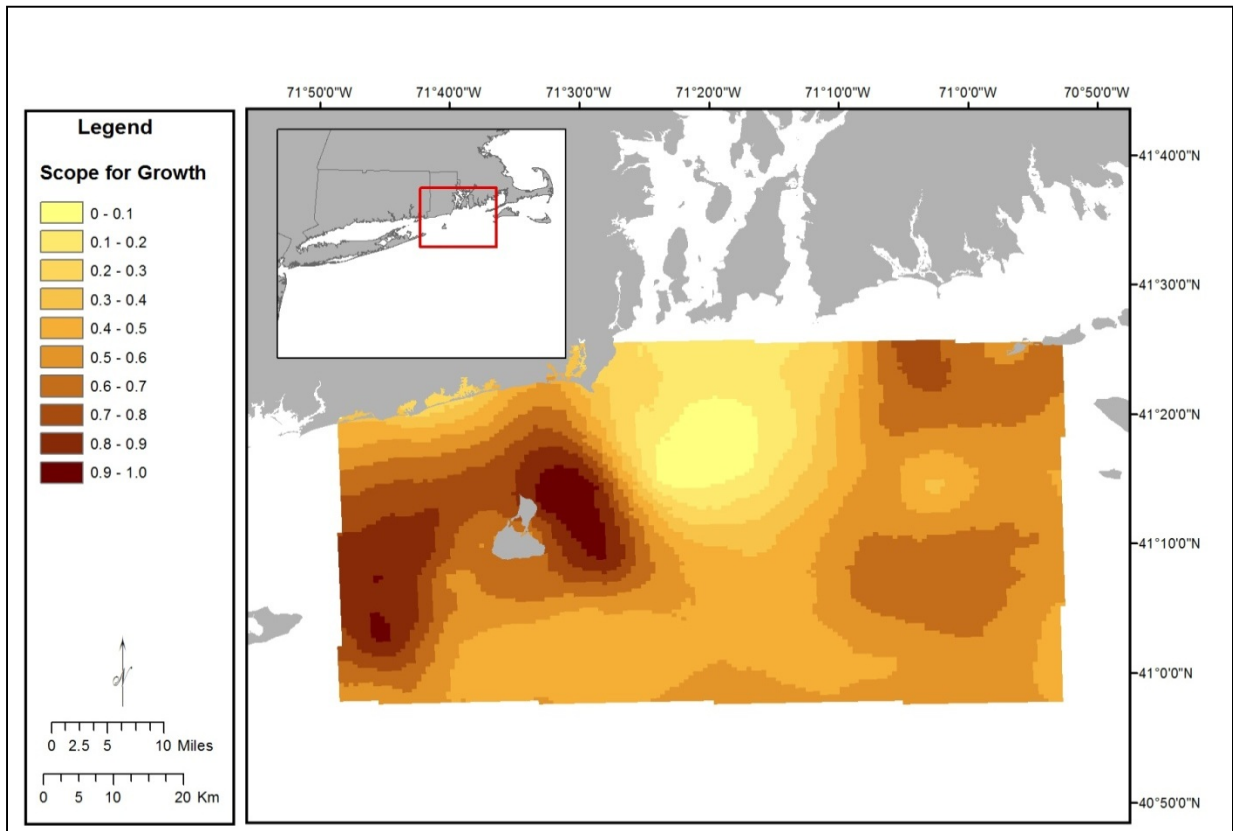 71°50'0"W 71°40'0"W 71°30'0"W 71°20'0"W 71°10'0"W 71°0'0"W 70°50'0"W
Legend
Scope for Growth
0 - 0.1
0.1 - 0.2
0.2 - 0.3
0.3 - 0.4
0.4 - 0.5
0.5 - 0.6
0.6 - 0.7
0.7 - 0.8
0.8 - 0.9
0.9 - 1.0
N
0 2.5 5 10 Miles
0 5 10 20 Km
41°40'0"N
41°30'0"N
41°20'0"N
41°10'0"N
41°0'0"N
40°50'0"N